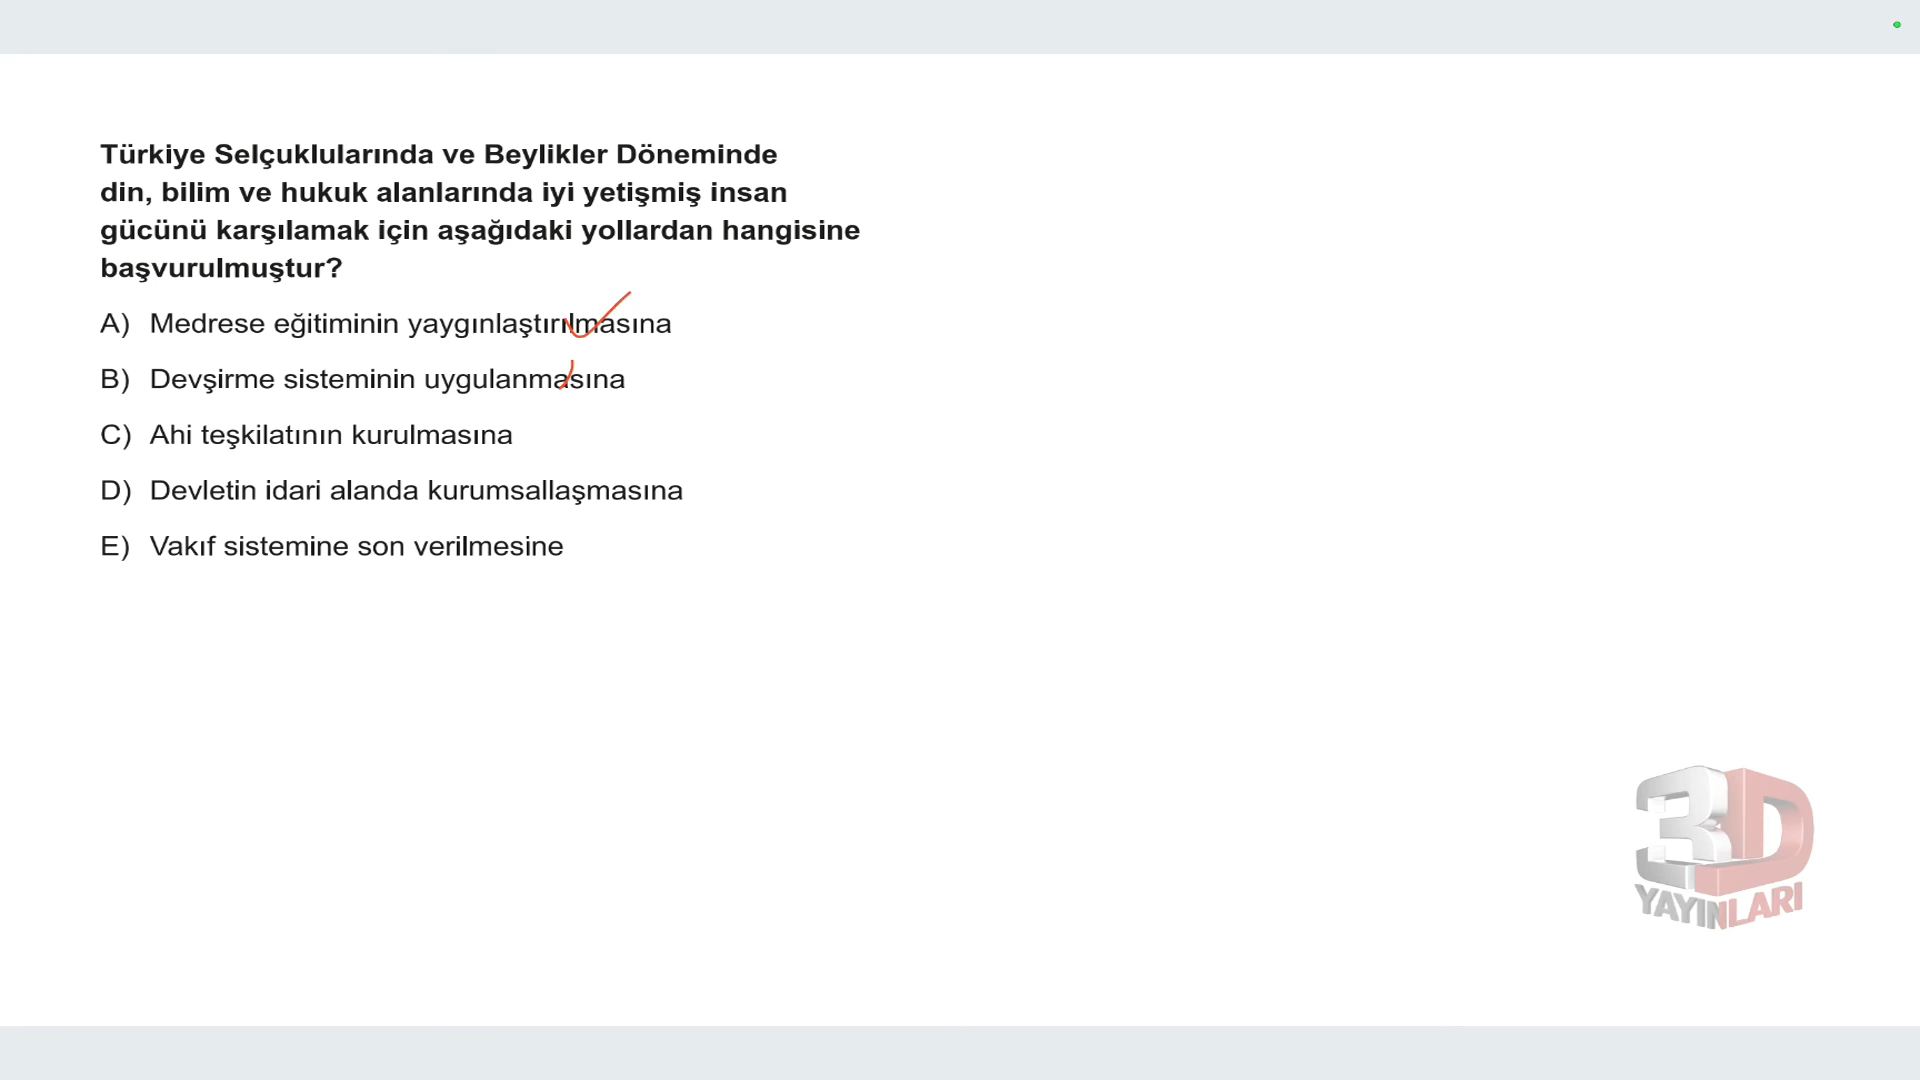 Türkiye Selçuklularında ve Beylikler Döneminde
din, bilim ve hukuk alanlarında iyi yetişmiş insan
gücünü karşılamak için aşağıdaki yollardan hangisine
başvurulmuştur?
A) Medrese eğitiminin yaygınlaştırılmasına
B) Devşirme sisteminin uygulanmasına
C) Ahi teşkilatının kurulmasına
D) Devletin idari alanda kurumsallaşmasına
E) Vakıf sistemine son verilmesine
3D
YAYINLARI